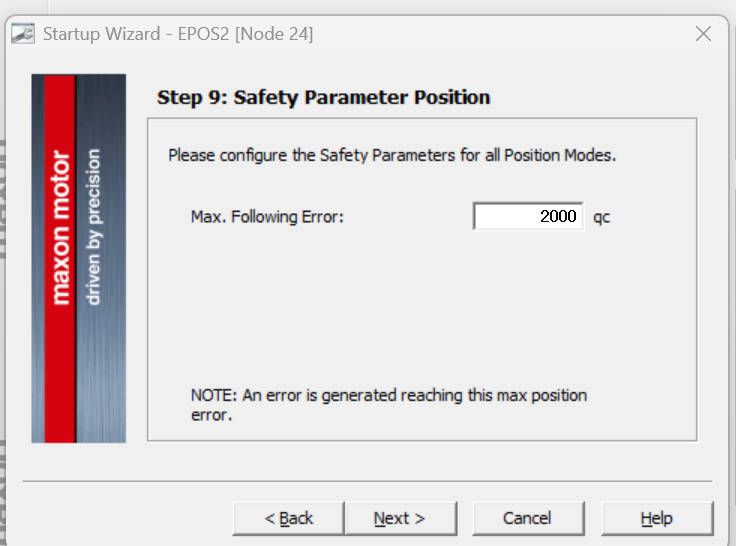 Startup Wizard - EPOS2 [Node 24]
Step 9: Safety Parameter Position
Please configure the Safety Parameters for all Position Modes.
Max. Following Error: 2000 qc
NOTE: An error is generated reaching this max position
error.
maxon motor
driven by precision
< Back Next > Cancel Help